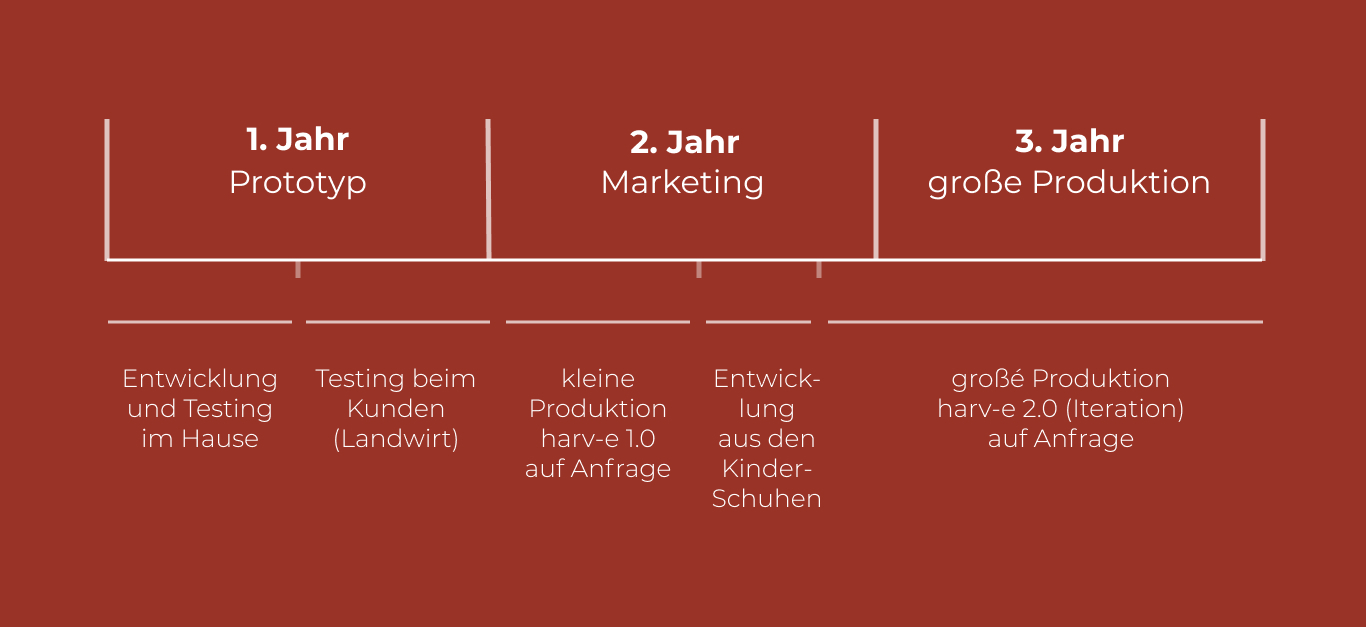 1. Jahr
Prototyp
2. Jahr
Marketing
3. Jahr
große Produktion
Entwicklung
und Testing
im Hause
Testing beim
Kunden
(Landwirt)
kleine
Produktion
harv-e 1.0
auf Anfrage
Entwick-
lung
aus den
Kinder-
Schuhen
großé Produktion
harv-e 2.0 (Iteration)
auf Anfrage